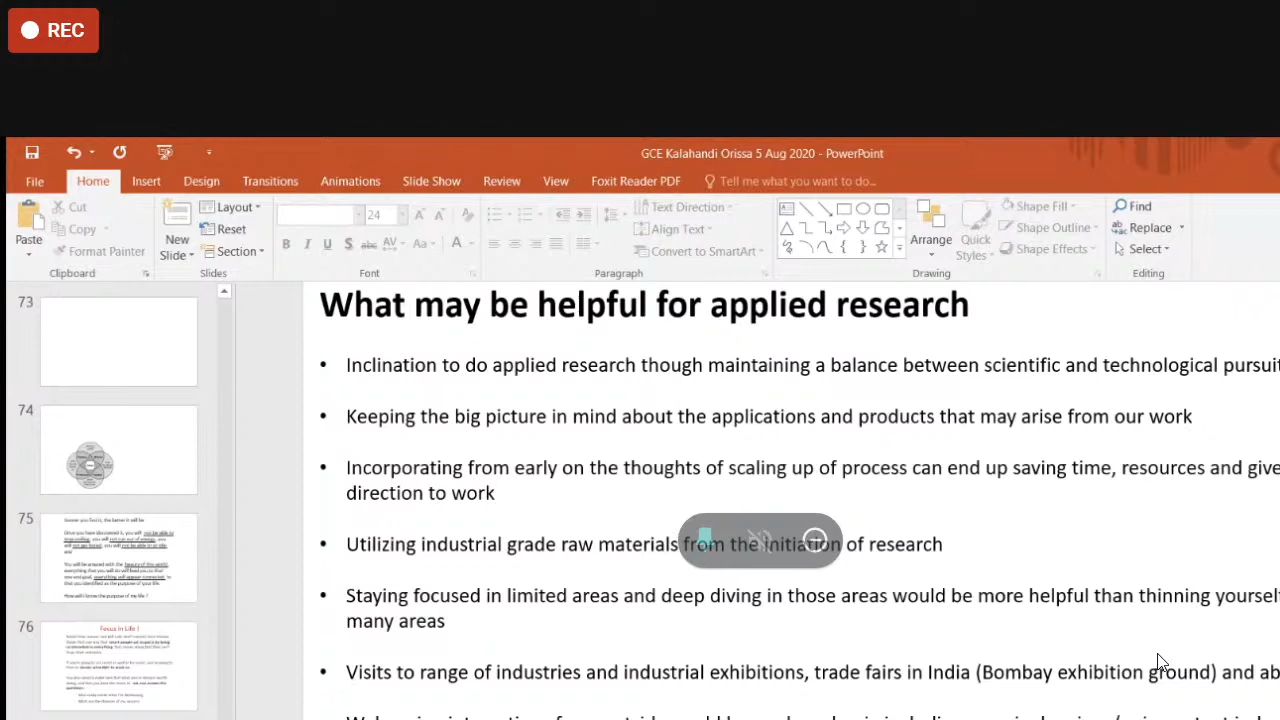 REC
GCE Kalahandi Orissa 5 Aug 2020 - PowerPoint
File Home Insert Design Transitions Animations Slide Show Review View Foxit Reader PDF Tell me what you want to do...
Paste
Cut
Copy
Format Painter
Clipboard
New
Slide
Layout
Reset
Section
Slides
24
B I U S abc AV Aa A
Font
Text Direction
Align Text
Convert to SmartArt
Paragraph
Arrange
Quick
Styles
Shape Fill
Shape Outline
Shape Effects
Drawing
Find
Replace
Select
Editing
73
74
75
76
Focus in Life !
What may be helpful for applied research
• Inclination to do applied research though maintaining a balance between scientific and technological pursuit
• Keeping the big picture in mind about the applications and products that may arise from our work
• Incorporating from early on the thoughts of scaling up of process can end up saving time, resources and give
direction to work
• Utilizing industrial grade raw materials from the initiation of research
• Staying focused in limited areas and deep diving in those areas would be more helpful than thinning yourself
many areas
• Visits to range of industries and industrial exhibitions, trade fairs in India (Bombay exhibition ground) and ab